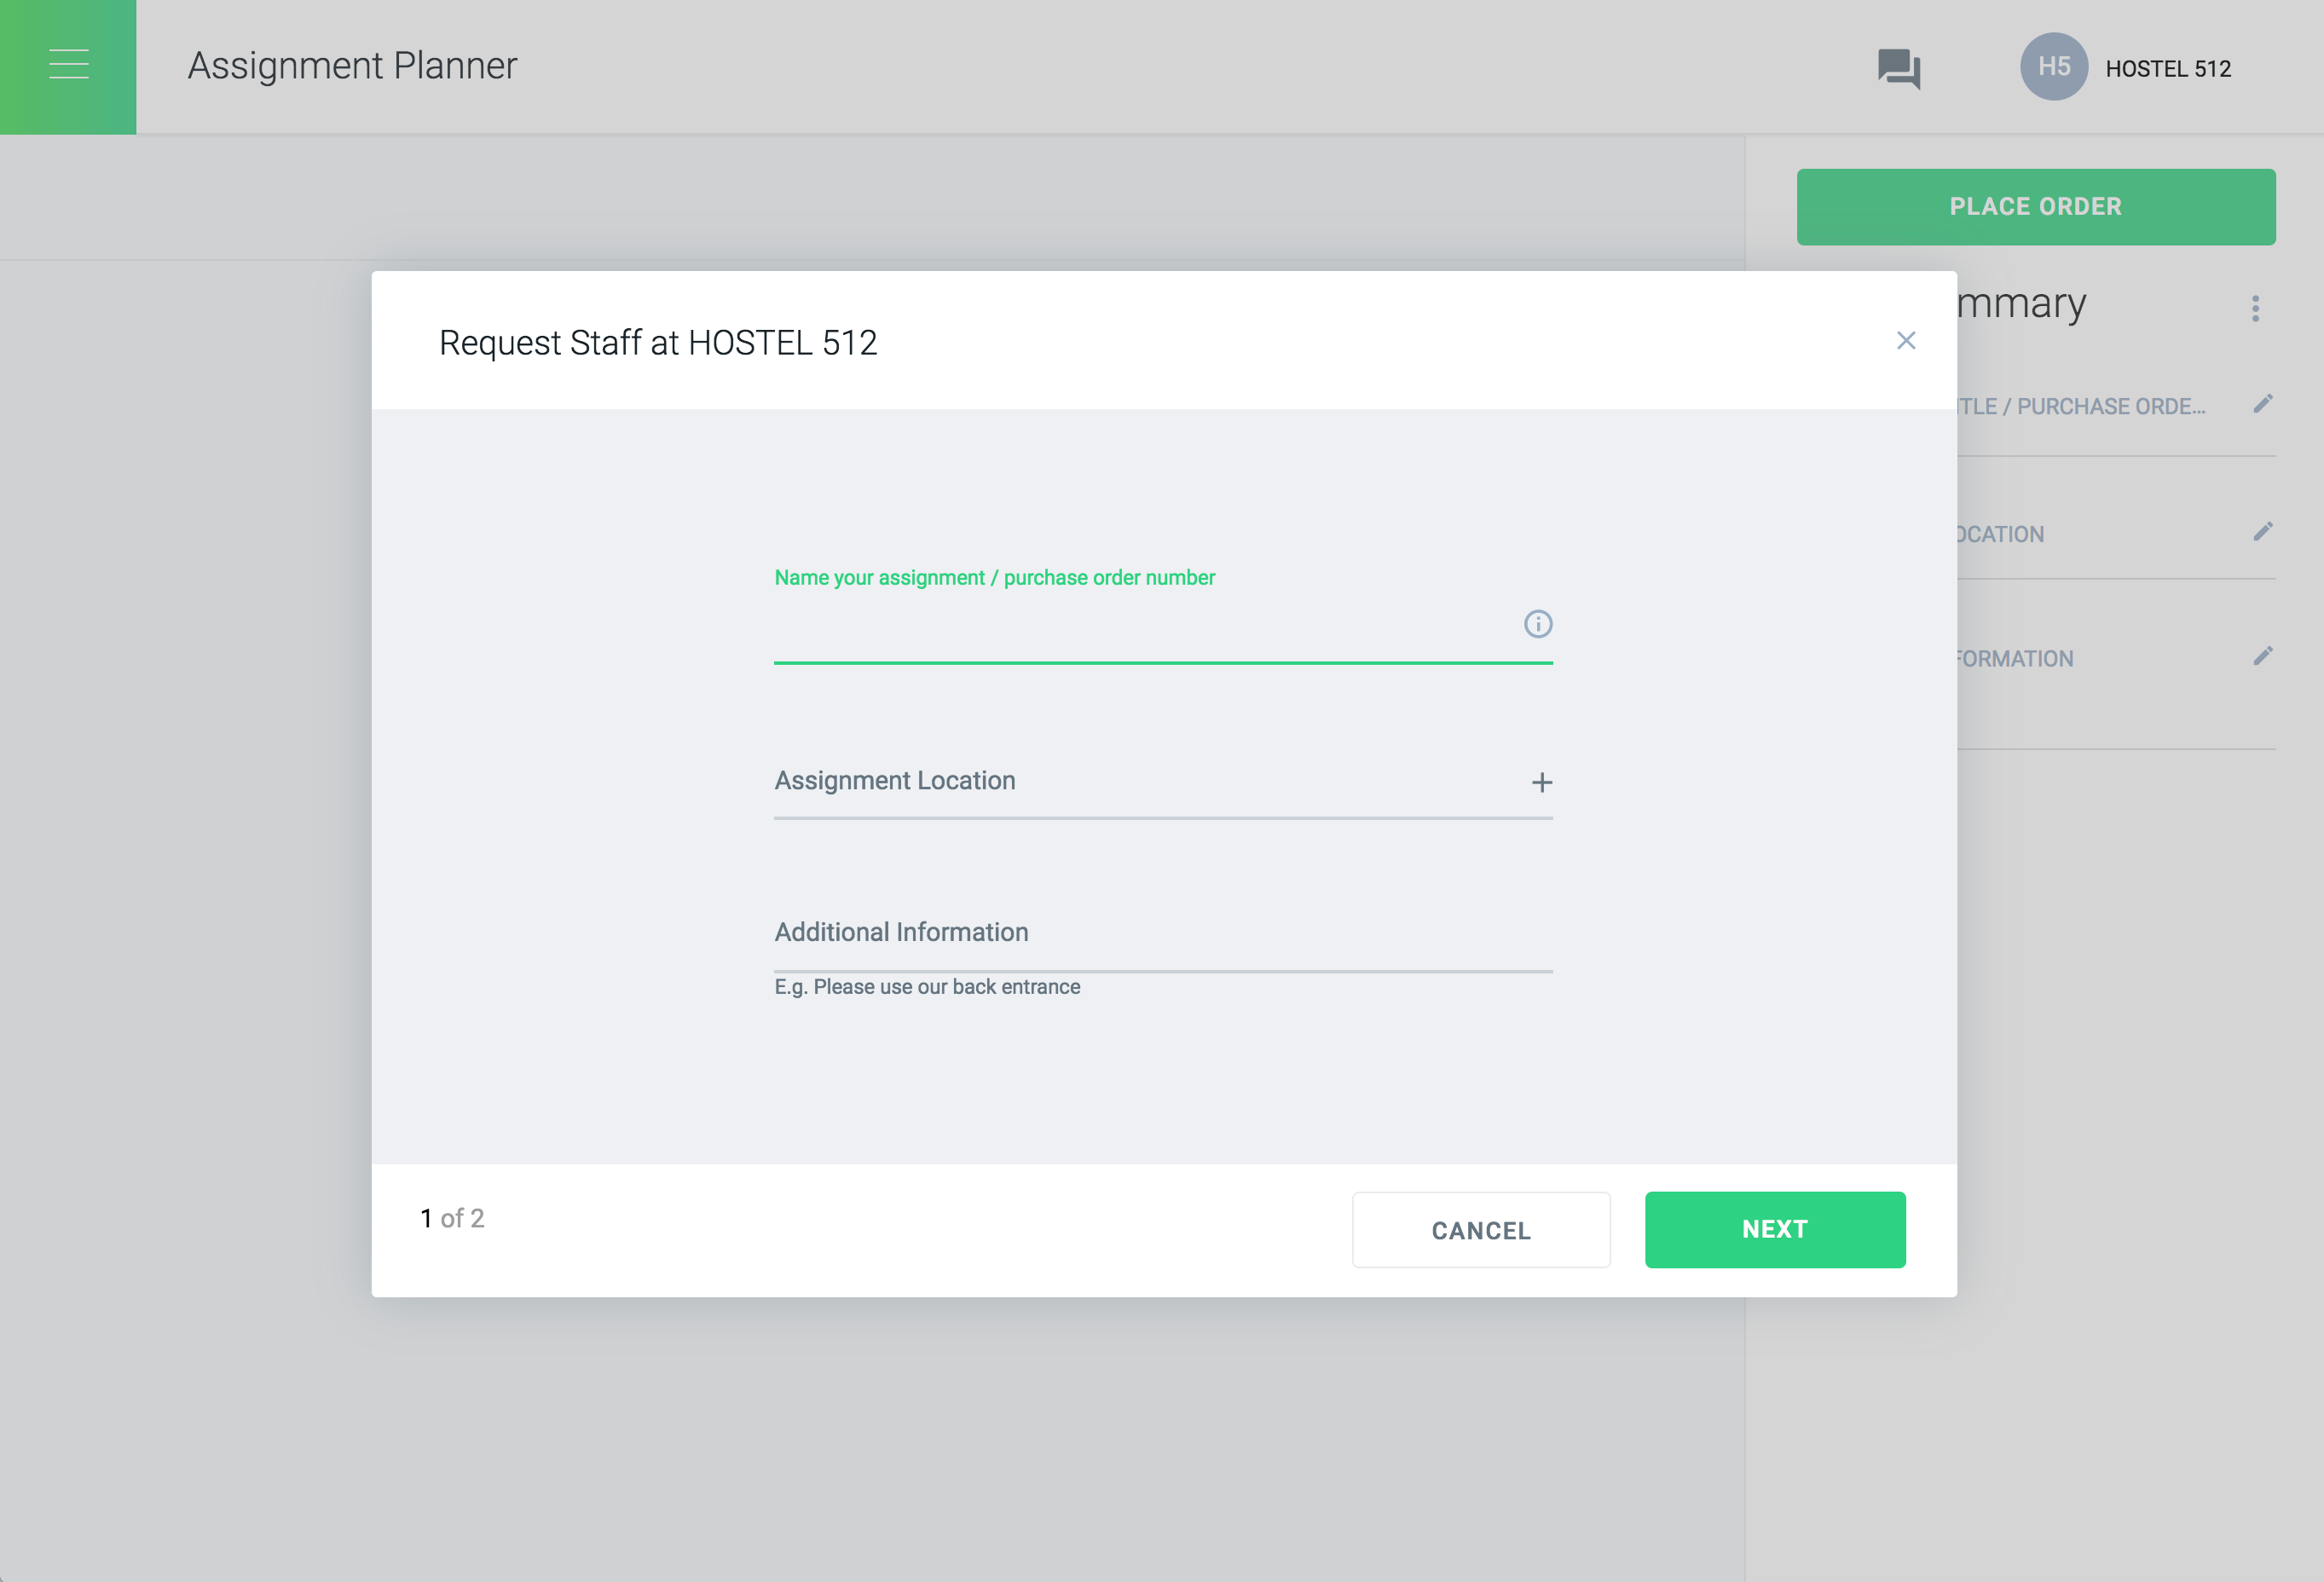 Assignment Planner
H5
HOSTEL 512
PLACE ORDER
mmary
Request Staff at HOSTEL 512
TLE / PURCHASE ORDE...
OCATION
FORMATION
Name your assignment / purchase order number
Assignment Location
Additional Information
E.g. Please use our back entrance
1 of 2
CANCEL
NEXT